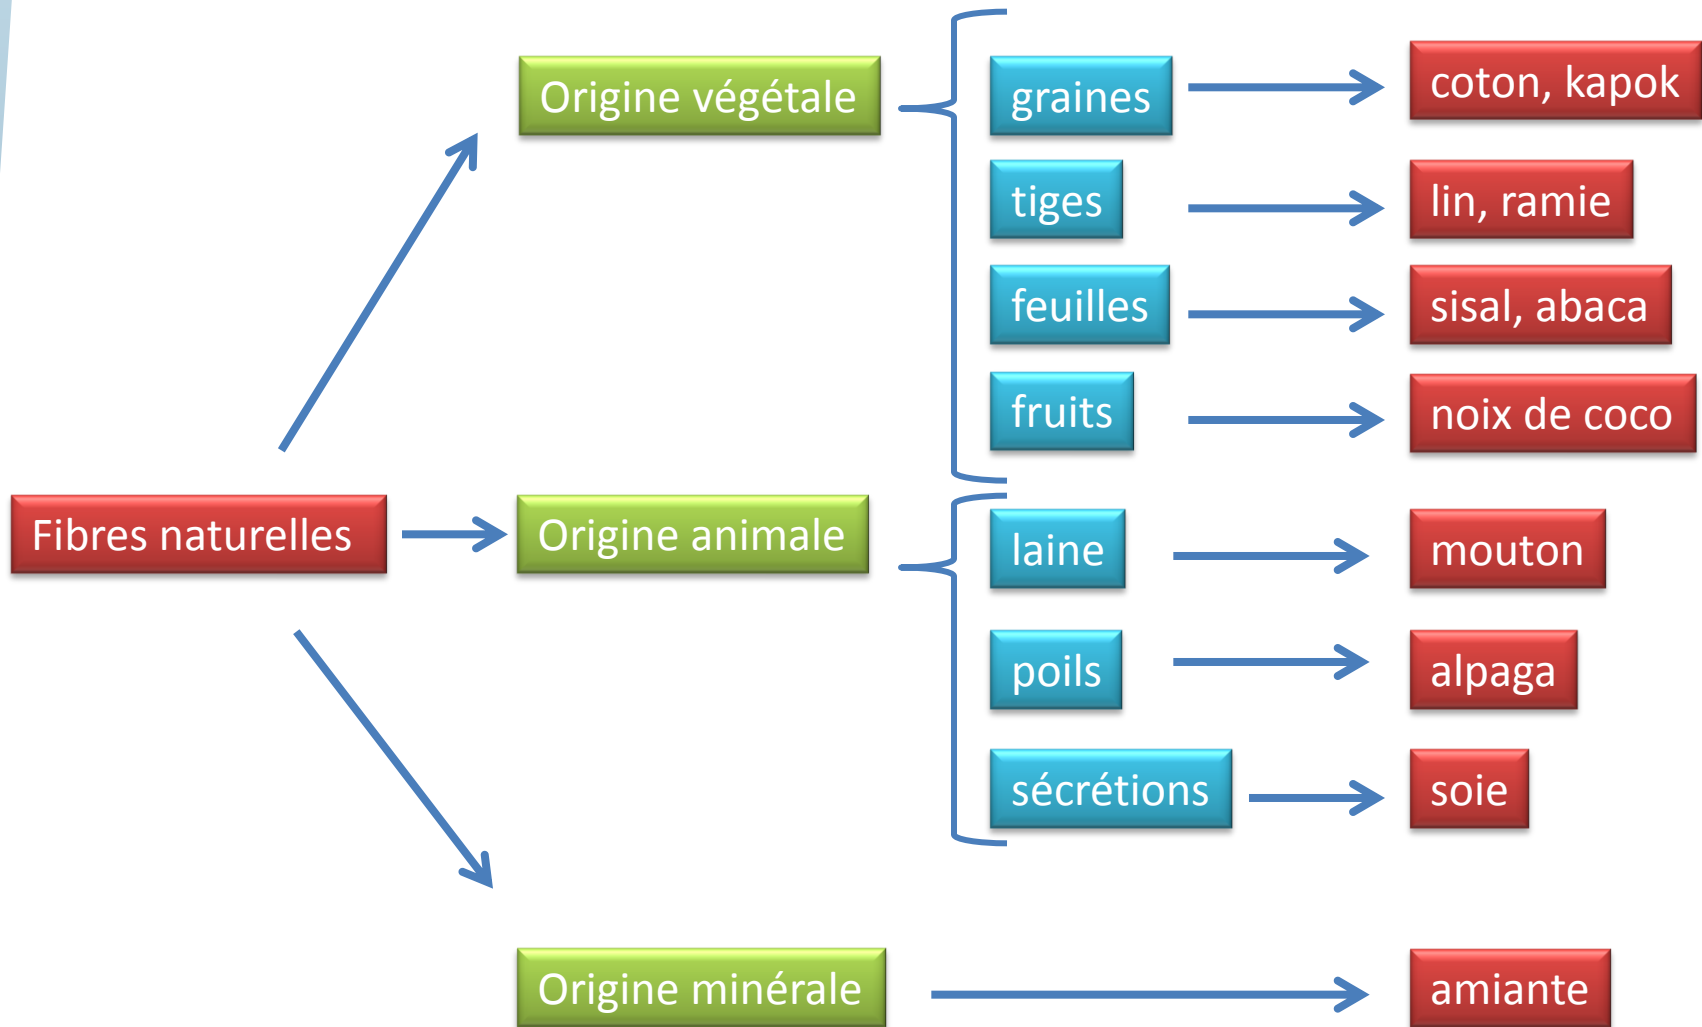 Origine végétale
graines
coton, kapok
tiges
lin, ramie
feuilles
sisal, abaca
fruits
noix de coco
Fibres naturelles
Origine animale
laine
mouton
poils
alpaga
sécrétions
soie
Origine minérale
amiante